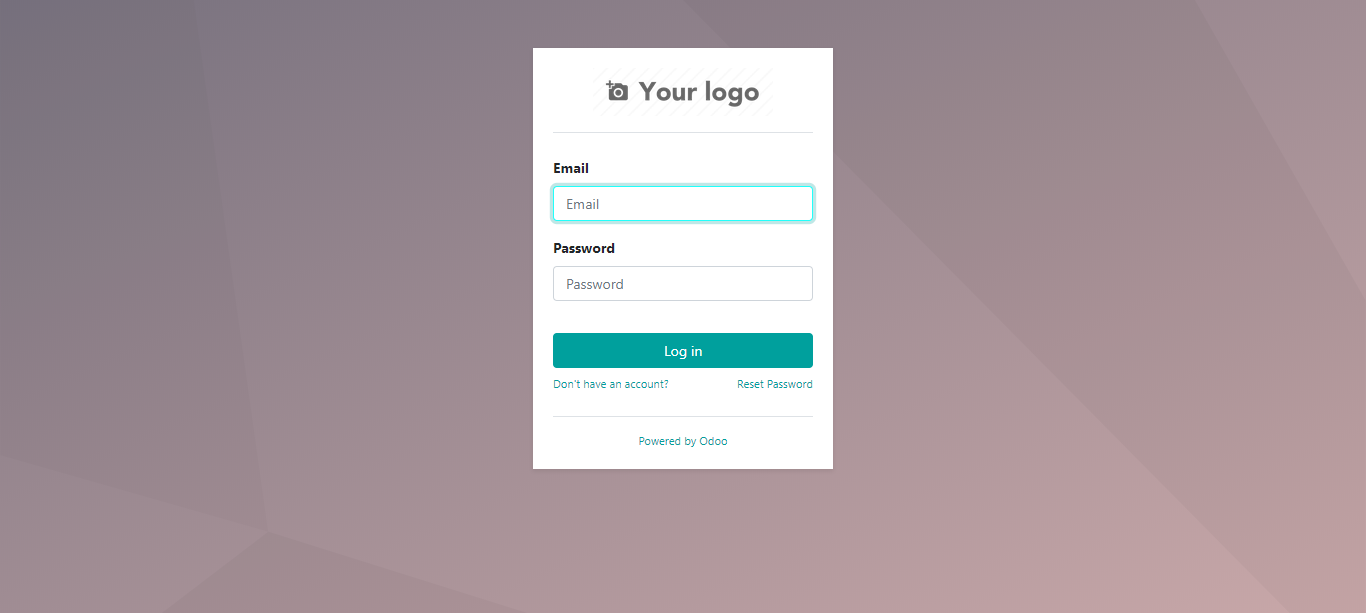 Your logo
Email
Email
Password
Password
Log in
Don't have an account? Reset Password
Powered by Odoo